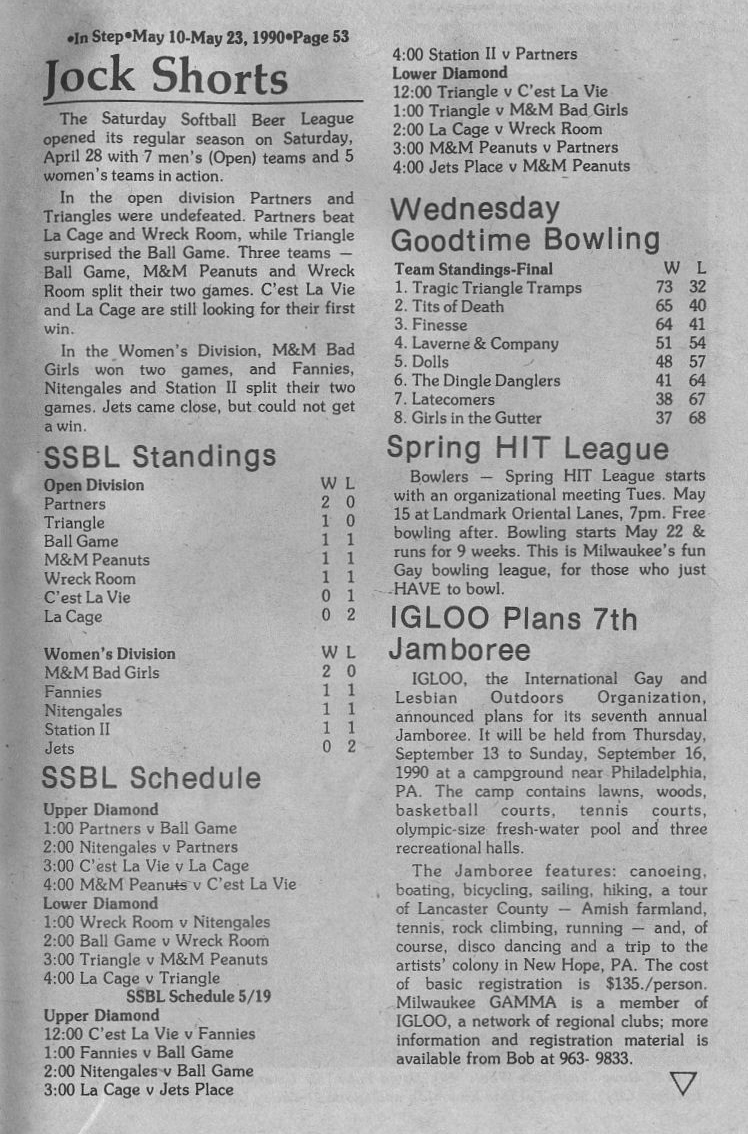 •In Step•May 10-May 23, 1990•Page 53
Jock Shorts
The Saturday Softball Beer League
opened its regular season on Saturday,
April 28 with 7 men's (Open) teams and 5
women's teams in action.
In the open division Partners and
Triangles were undefeated. Partners beat
La Cage and Wreck Room, while Triangle
surprised the Ball Game. Three teams —
Ball Game, M&M Peanuts and Wreck
Room split their two games. C'est La Vie
and La Cage are still looking for their first
win.
In the Women's Division, M&M Bad
Girls won two games, and Fannies,
Nitengales and Station II split their two
games. Jets came close, but could not get
a win.
SSBL Standings
Open Division W L
Partners 2 0
Triangle 1 0
Ball Game 1 1
M&M Peanuts 1 1
Wreck Room 1 1
C'est La Vie 0 1
La Cage 0 2
Women's Division W L
M&M Bad Girls 2 0
Fannies 1 1
Nitengales 1 1
Station II 1 1
Jets 0 2
SSBL Schedule
Upper Diamond
1:00 Partners v Ball Game
2:00 Nitengales v Partners
3:00 C'est La Vie v La Cage
4:00 M&M Peanuts v C'est La Vie
Lower Diamond
1:00 Wreck Room v Nitengales
2:00 Ball Game v Wreck Room
3:00 Triangle v M&M Peanuts
4:00 La Cage v Triangle
SSBL Schedule 5/19
Upper Diamond
12:00 C'est La Vie v Fannies
1:00 Fannies v Ball Game
2:00 Nitengales v Ball Game
3:00 La Cage v Jets Place
4:00 Station II v Partners
Lower Diamond
12:00 Triangle v C'est La Vie
1:00 Triangle v M&M Bad Girls
2:00 La Cage v Wreck Room
3:00 M&M Peanuts v Partners
4:00 Jets Place v M&M Peanuts
Wednesday
Goodtime Bowling
Team Standings-Final W L
1. Tragic Triangle Tramps 73 32
2. Tits of Death 65 40
3. Finesse 64 41
4. Laverne & Company 51 54
5. Dolls 48 57
6. The Dingle Danglers 41 64
7. Latecomers 38 67
8. Girls in the Gutter 37 68
Spring HIT League
Bowlers — Spring HIT League starts
with an organizational meeting Tues. May
15 at Landmark Oriental Lanes, 7pm. Free
bowling after. Bowling starts May 22 &
runs for 9 weeks. This is Milwaukee's fun
Gay bowling league, for those who just
HAVE to bowl.
IGLOO Plans 7th
Jamboree
IGLOO, the International Gay and
Lesbian Outdoors Organization,
announced plans for its seventh annual
Jamboree. It will be held from Thursday,
September 13 to Sunday, September 16,
1990 at a campground near Philadelphia,
PA. The camp contains lawns, woods,
basketball courts, tennis courts,
olympic-size fresh-water pool and three
recreational halls.
The Jamboree features: canoeing,
boating, bicycling, sailing, hiking, a tour
of Lancaster County — Amish farmland,
tennis, rock climbing, running — and, of
course, disco dancing and a trip to the
artists' colony in New Hope, PA. The cost
of basic registration is $135./person.
Milwaukee GAMMA is a member of
IGLOO, a network of regional clubs; more
information and registration material is
available from Bob at 963- 9833.